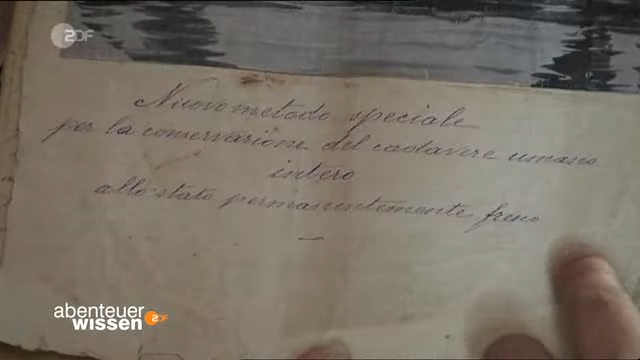 ZDF
Nuovo metodo speciale
per la conservazione del cadavere umano
intero
allo stato permanentemente fresco
abenteuer
wissen